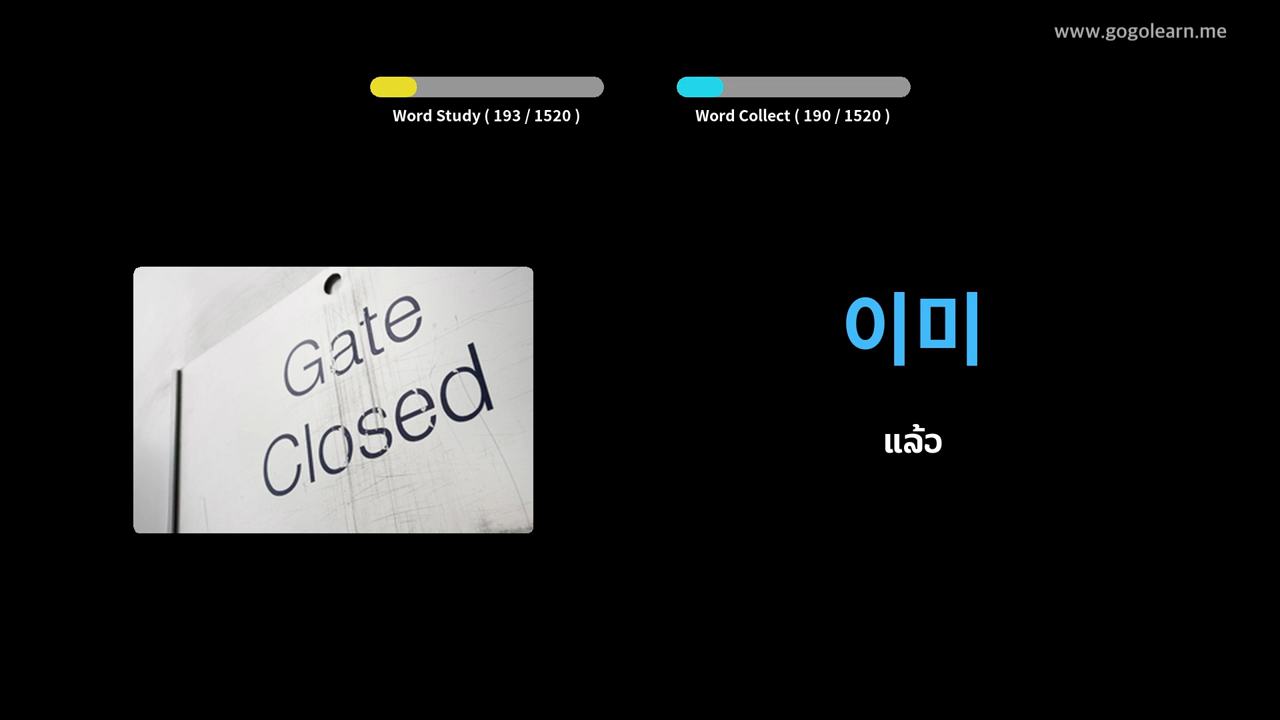 www.gogolearn.me
Word Study ( 193 / 1520 )
Word Collect ( 190 / 1520 )
Gate
Closed
이미
แล้ว